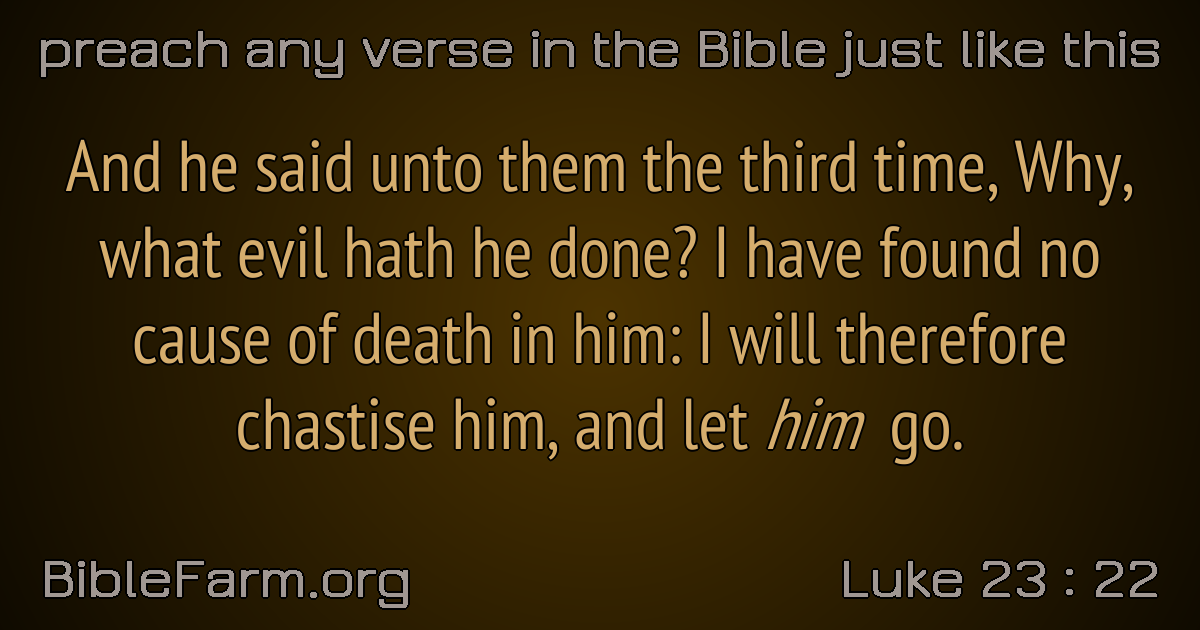 preach any verse in the Bible just like this
And he said unto them the third time, Why,
what evil hath he done? I have found no
cause of death in him: I will therefore
chastise him, and let him go.
BibleFarm.org
Luke 23 : 22